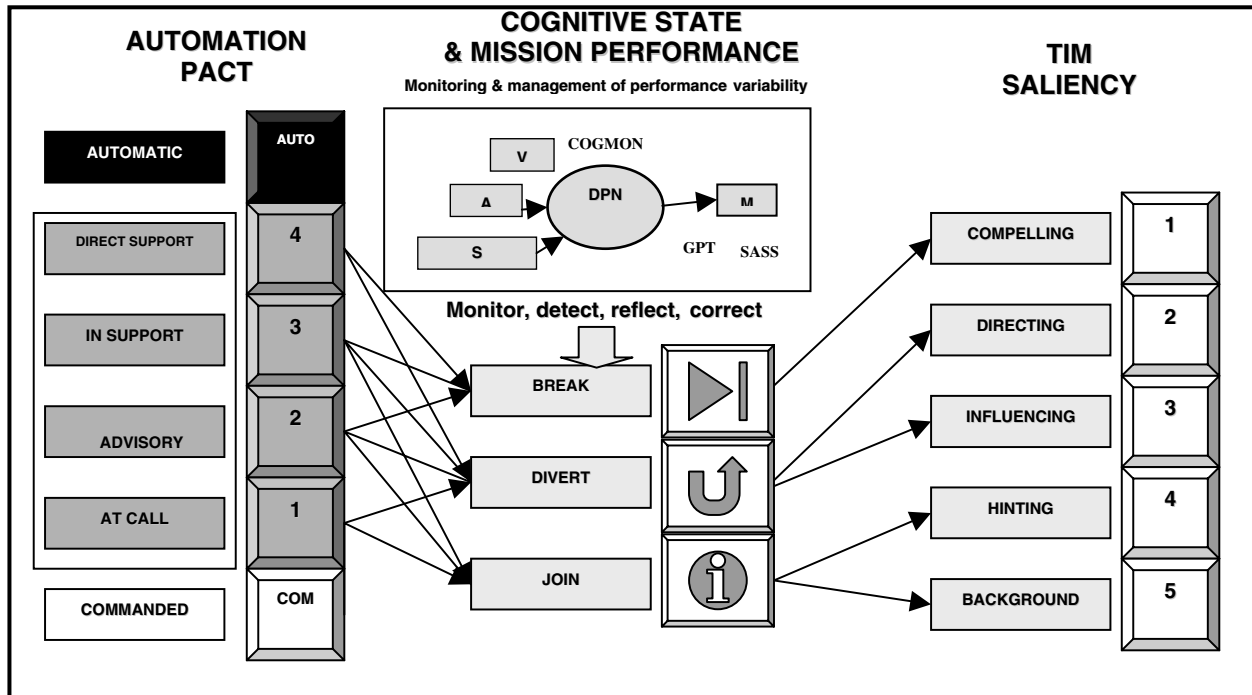 AUTOMATION
PACT
COGNITIVE STATE
& MISSION PERFORMANCE
Monitoring & management of performance variability
TIM
SALIENCY
AUTOMATIC
AUTO
DIRECT SUPPORT
4
IN SUPPORT
3
ADVISORY
2
AT CALL
1
COMMANDED
COM
V
COGMON
A
DPN
M
S
GPT
SASS
Monitor, detect, reflect, correct
BREAK
DIVERT
JOIN
i
COMPELLING
1
DIRECTING
2
INFLUENCING
3
HINTING
4
BACKGROUND
5